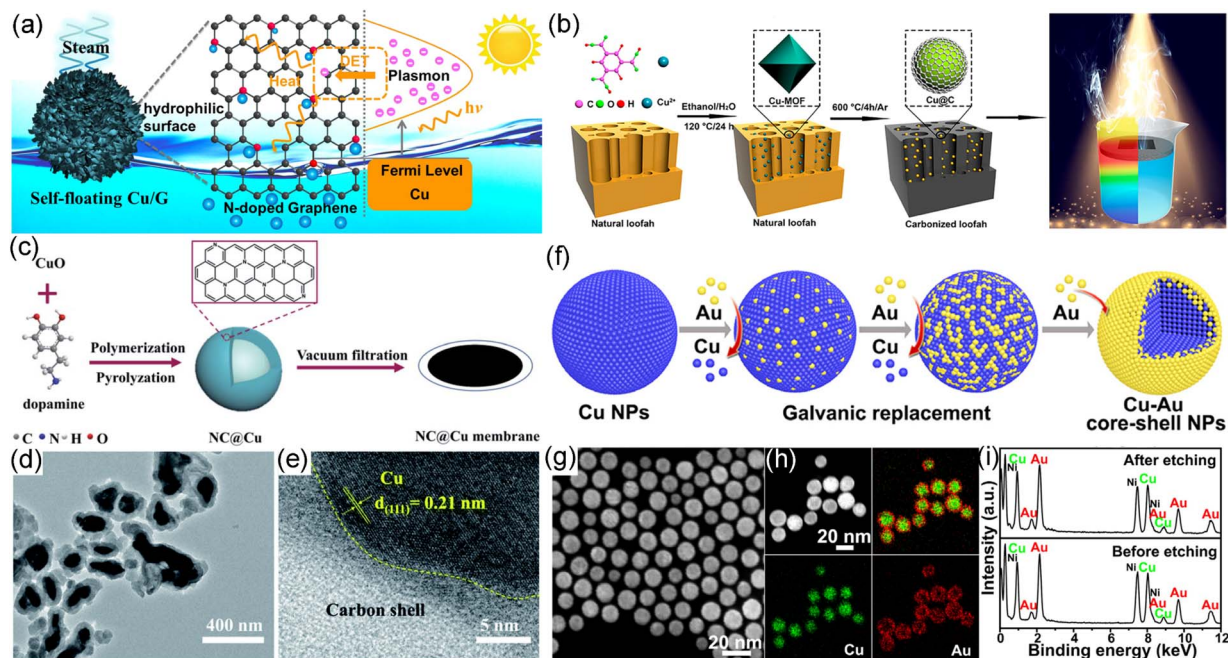 (a)
Steam
hydrophilic
surface
Self-floating Cu/G
DET
Heat
Plasmon
hν
Fermi Level
Cu
N-doped Graphene
(b)
C O H Cu²⁺
Ethanol/H₂O
120 °C/24 h
Cu-MOF
600 °C/4h/Ar
Cu@C
Natural loofah
Natural loofah
Carbonized loofah
(c)
CuO
+
dopamine
Polymerization
Pyrolyzation
N
N
N
N
NC@Cu
Vacuum filtration
NC@Cu membrane
C N H O
(f)
Au
Cu
Au
Cu
Au
Cu NPs
Galvanic replacement
Cu-Au
core-shell NPs
(d)
400 nm
(e)
Cu
d(111)= 0.21 nm
Carbon shell
5 nm
(g)
20 nm
(h)
20 nm
Cu
Au
(i)
Intensity (a.u.)
After etching
Cu
Ni
Au
Au
Ni
Cu
Ni
Au
Cu
Au
Au
Before etching
Cu
Ni
Au
Au
Ni
Cu
Ni
Au
Cu
Au
Au
0 2 4 6 8 10 12
Binding energy (keV)